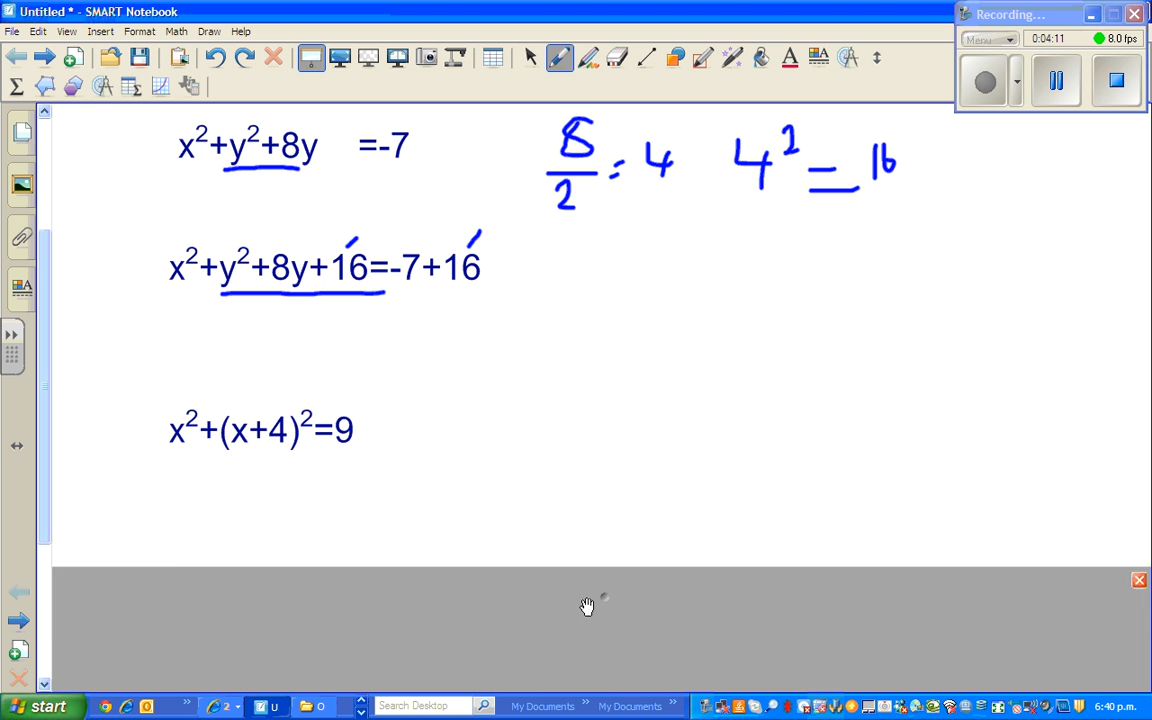 Untitled * - SMART Notebook
Recording...
File Edit View Insert Format Math Draw Help
Menu 0:04:11 8.0 fps
x²+y²+8y =-7 8/2 = 4 4² = 16
x²+y²+8y+16=-7+16
x²+(x+4)²=9
start 2 U O Search Desktop My Documents » My Documents » 6:40 p.m.